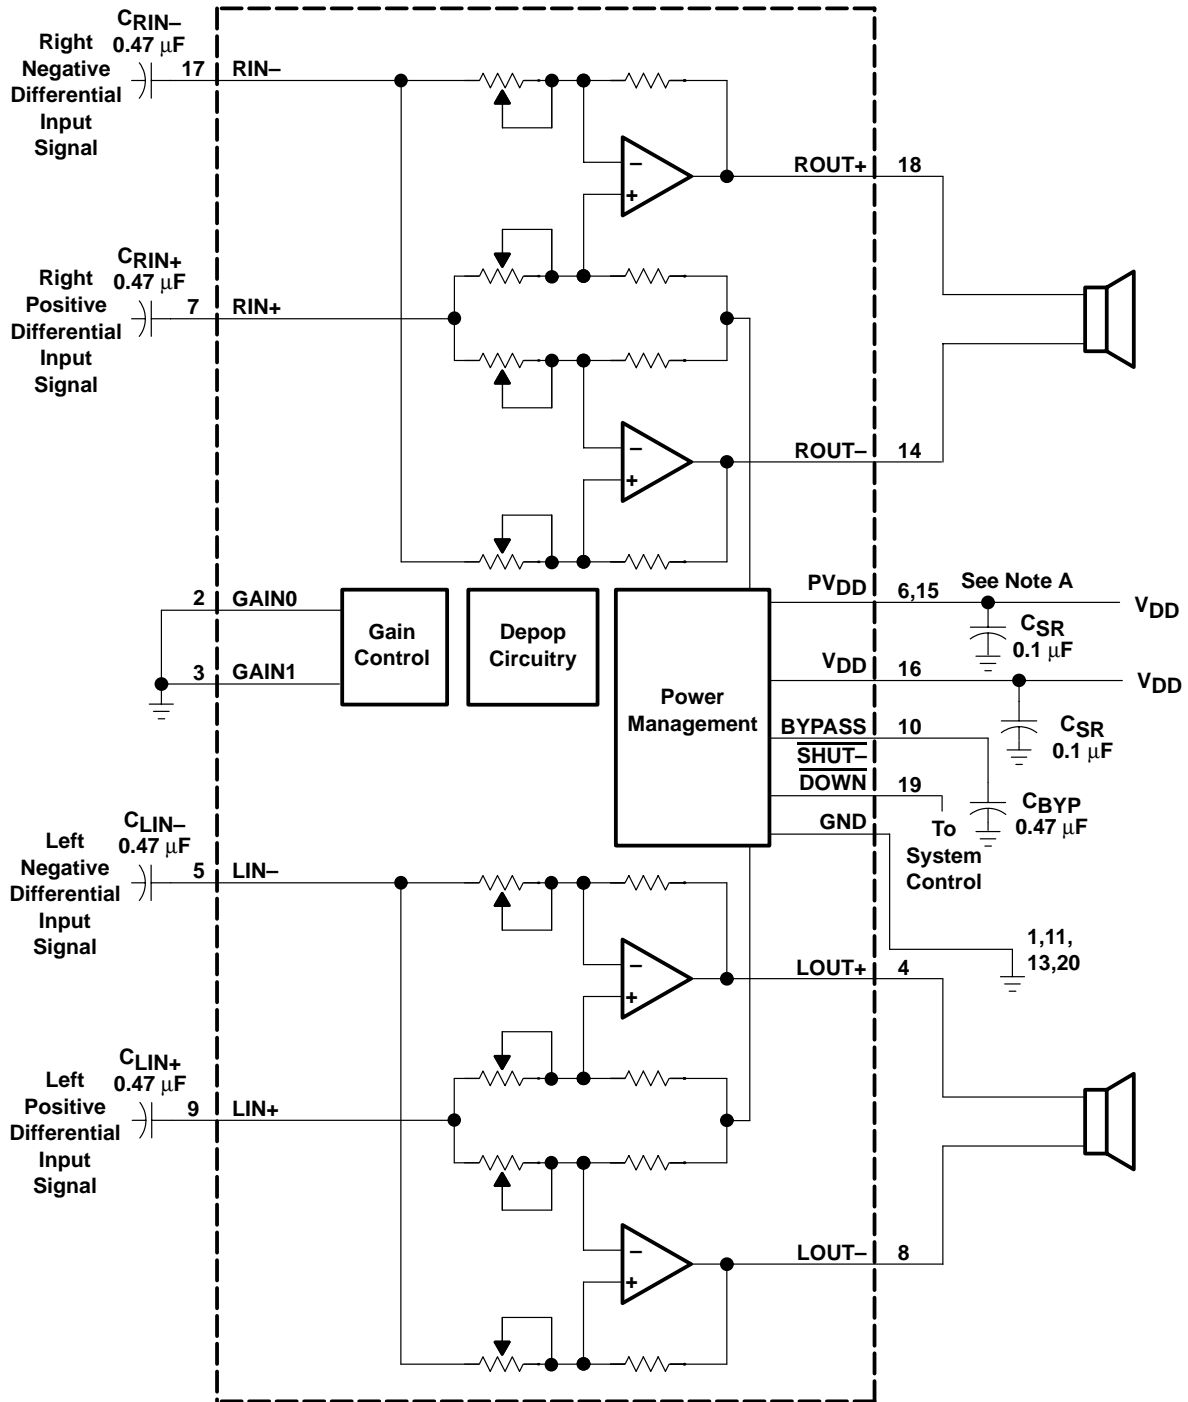 Right
Negative
Differential
Input
Signal
CRIN–
0.47 μF
17
RIN–
–
+
ROUT+
18
Right
Positive
Differential
Input
Signal
CRIN+
0.47 μF
7
RIN+
–
+
ROUT–
14
2
GAIN0
3
GAIN1
Gain
Control
Depop
Circuitry
Power
Management
PVDD
6,15
See Note A
VDD
CSR
0.1 μF
VDD
16
VDD
CSR
0.1 μF
BYPASS
10
CBYP
0.47 μF
SHUT–
DOWN
19
To
System
Control
GND
1,11,
13,20
Left
Negative
Differential
Input
Signal
CLIN–
0.47 μF
5
LIN–
–
+
LOUT+
4
Left
Positive
Differential
Input
Signal
CLIN+
0.47 μF
9
LIN+
–
+
LOUT–
8